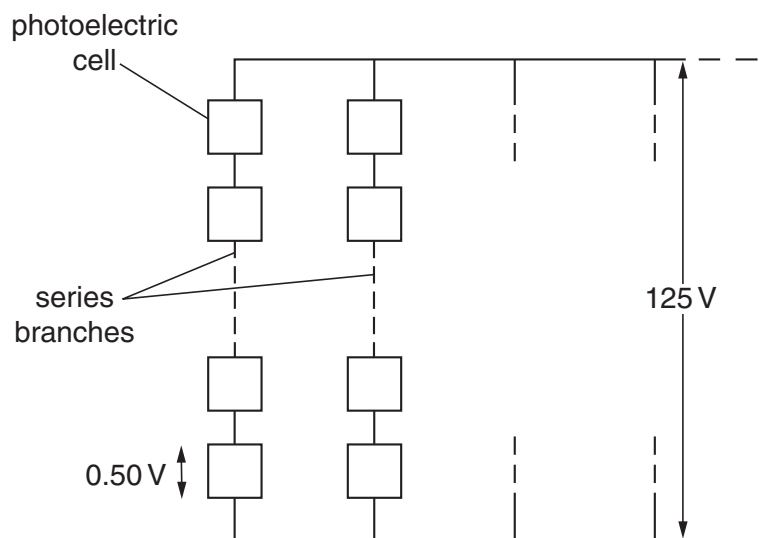 photoelectric
cell
series
branches
125 V
0.50 V